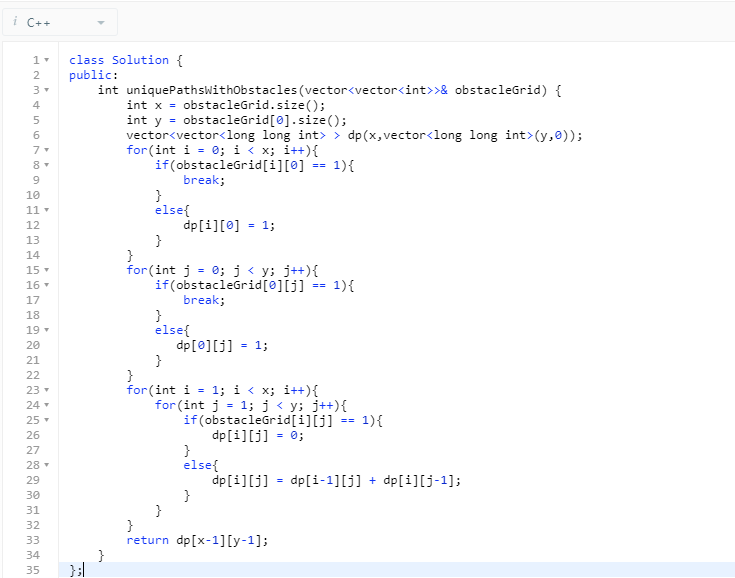 i C++
1 class Solution {
2 public:
3     int uniquePathsWithObstacles(vector<vector<int>>& obstacleGrid) {
4         int x = obstacleGrid.size();
5         int y = obstacleGrid[0].size();
6         vector<vector<long long int> > dp(x,vector<long long int>(y,0));
7         for(int i = 0; i < x; i++){
8             if(obstacleGrid[i][0] == 1){
9                 break;
10             }
11             else{
12                 dp[i][0] = 1;
13             }
14         }
15         for(int j = 0; j < y; j++){
16             if(obstacleGrid[0][j] == 1){
17                 break;
18             }
19             else{
20                dp[0][j] = 1;
21             }
22         }
23         for(int i = 1; i < x; i++){
24             for(int j = 1; j < y; j++){
25                 if(obstacleGrid[i][j] == 1){
26                     dp[i][j] = 0;
27                 }
28                 else{
29                     dp[i][j] = dp[i-1][j] + dp[i][j-1];
30                 }
31             }
32         }
33         return dp[x-1][y-1];
34     }
35 };